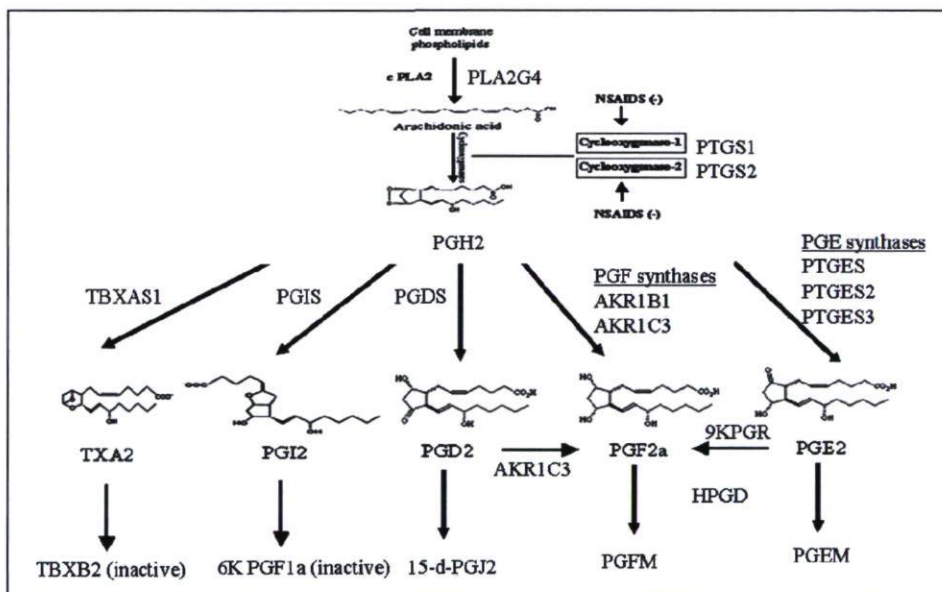 Cell membrane
phospholipids
c PLA2
PLA2G4
Arachidonic acid
NSAIDS (-)
Cyclooxygenase-1
PTGS1
Cyclooxygenase-2
PTGS2
NSAIDS (-)
OH
O
OH
PGH2
PGE synthases
PTGES
PTGES2
PTGES3
PGF synthases
AKR1B1
AKR1C3
TBXAS1
PGIS
PGDS
TXA2
PGI2
PGD2
AKR1C3
PGF2a
9KPGR
PGE2
HPGD
TBXB2 (inactive)
6K PGF1a (inactive)
15-d-PGJ2
PGFM
PGEM